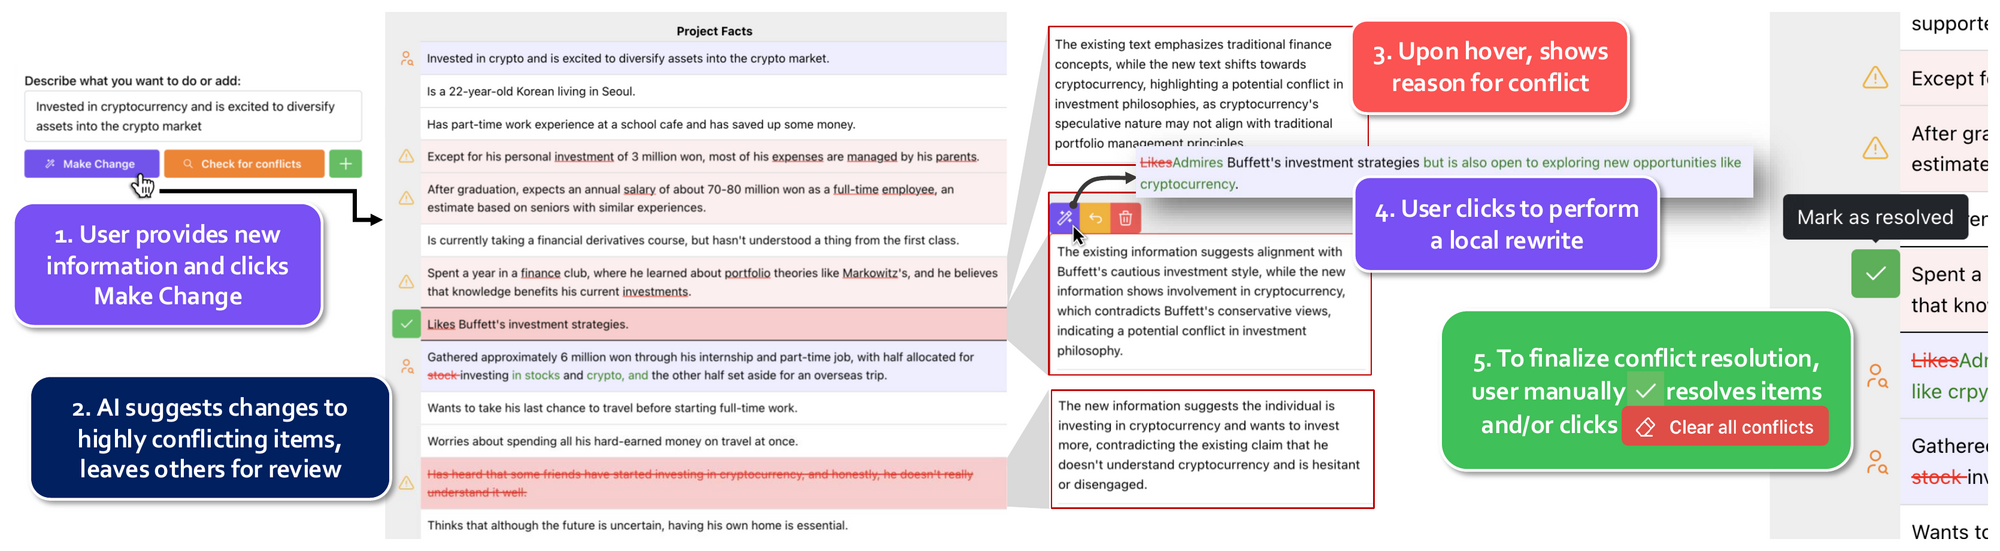 Describe what you want to do or add:
Invested in cryptocurrency and is excited to diversify
assets into the crypto market
Make Change
Check for conflicts
1. User provides new
information and clicks
Make Change
2. AI suggests changes to
highly conflicting items,
leaves others for review
Project Facts
Invested in crypto and is excited to diversify assets into the crypto market.
Is a 22-year-old Korean living in Seoul.
Has part-time work experience at a school cafe and has saved up some money.
Except for his personal investment of 3 million won, most of his expenses are managed by his parents.
After graduation, expects an annual salary of about 70-80 million won as a full-time employee, an
estimate based on seniors with similar experiences.
Is currently taking a financial derivatives course, but hasn't understood a thing from the first class.
Spent a year in a finance club, where he learned about portfolio theories like Markowitz's, and he believes
that knowledge benefits his current investments.
Likes Buffett's investment strategies.
Gathered approximately 6 million won through his internship and part-time job, with half allocated for
stock investing in stocks and crypto, and the other half set aside for an overseas trip.
Wants to take his last chance to travel before starting full-time work.
Worries about spending all his hard-earned money on travel at once.
Has heard that some friends have started investing in cryptocurrency, and honestly, he doesn't really
understand it well.
Thinks that although the future is uncertain, having his own home is essential.
The existing text emphasizes traditional finance
concepts, while the new text shifts towards
cryptocurrency, highlighting a potential conflict in
investment philosophies, as cryptocurrency's
speculative nature may not align with traditional
portfolio management principles.
3. Upon hover, shows
reason for conflict
LikesAdmires Buffett's investment strategies but is also open to exploring new opportunities like
cryptocurrency.
4. User clicks to perform
a local rewrite
The existing information suggests alignment with
Buffett's cautious investment style, while the new
information shows involvement in cryptocurrency,
which contradicts Buffett's conservative views,
indicating a potential conflict in investment
philosophy.
The new information suggests the individual is
investing in cryptocurrency and wants to invest
more, contradicting the existing claim that he
doesn't understand cryptocurrency and is hesitant
or disengaged.
5. To finalize conflict resolution,
user manually resolves items
and/or clicks Clear all conflicts
supporte
Except f
After gra
estimate
Mark as resolved
Spent a
that kno
LikesAdm
like crpy
Gathered
stock inv
Wants to